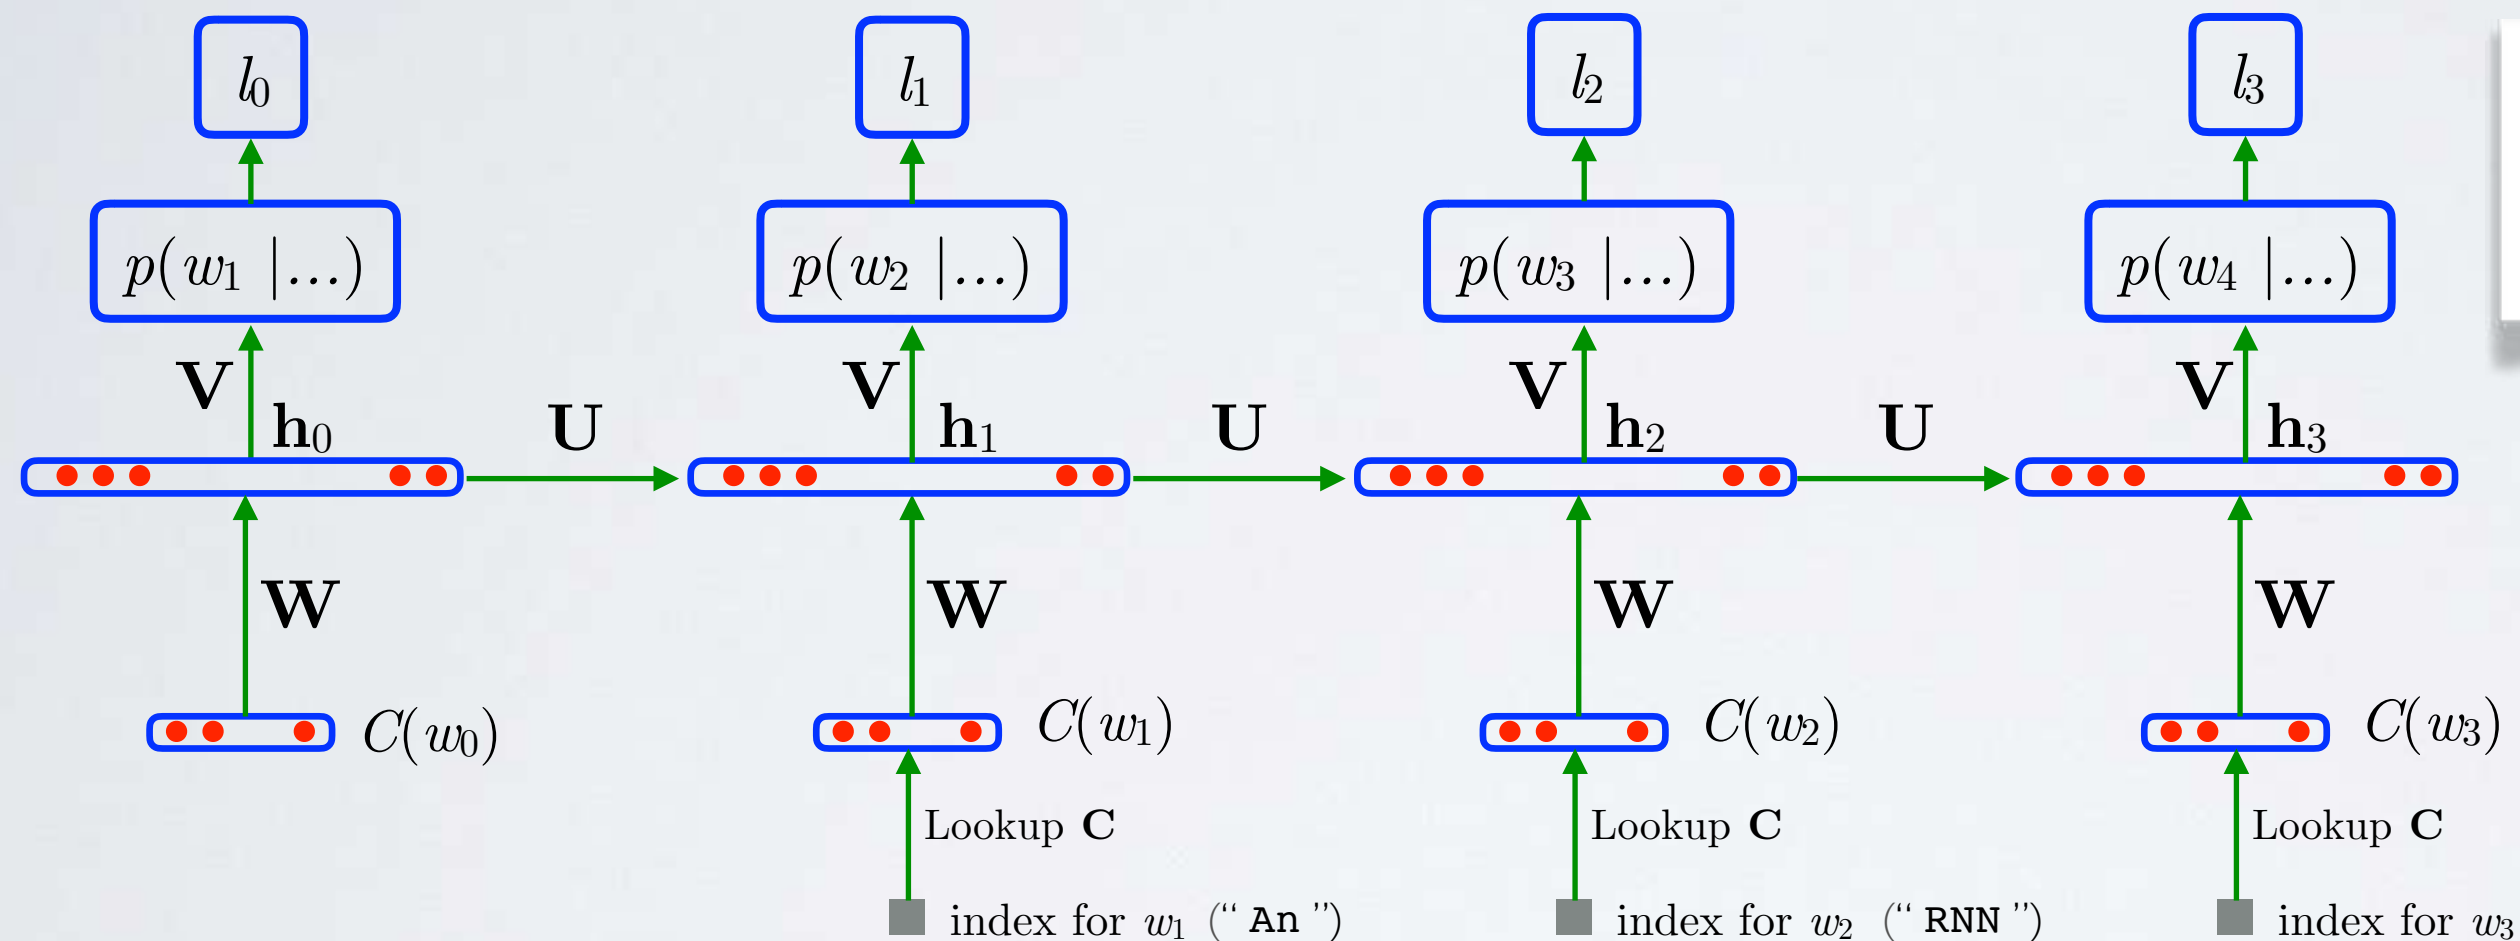 l0 l1 l2 l3
p(w1 |...) p(w2 |...) p(w3 |...) p(w4 |...)
V V V V
h0 U h1 U h2 U h3
W W W W
C(w0) C(w1) C(w2) C(w3)
Lookup C Lookup C Lookup C
index for w1 (“ An ”) index for w2 (“ RNN ”) index for w3